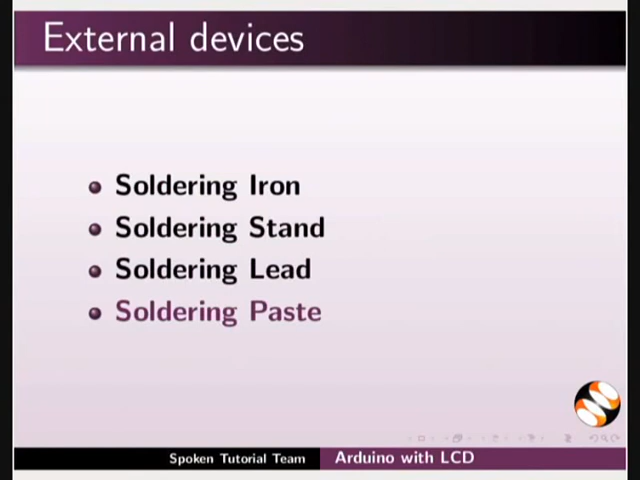 External devices
Soldering Iron
Soldering Stand
Soldering Lead
Soldering Paste
Spoken Tutorial Team Arduino with LCD